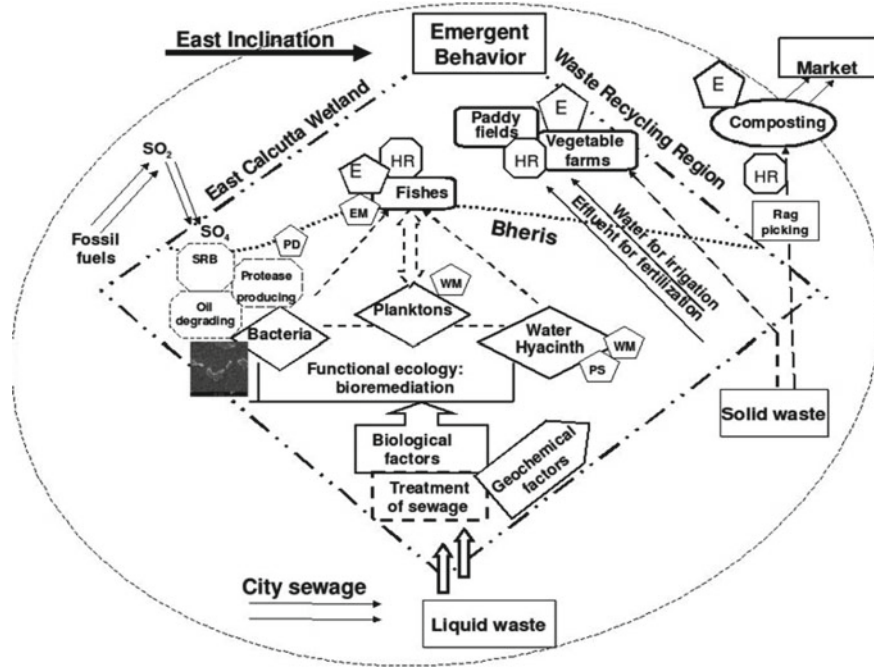 East Inclination
Emergent
Behavior
Market
E
Composting
HR
Rag
picking
Waste Recycling Region
East Calcutta Wetland
E
Paddy
fields
HR
Vegetable
farms
SO2
Fossil
fuels
SO4
E
HR
Fishes
EM
PD
Bheris
Water for irrigation
Effluent for fertilization
SRB
Protease
producing
Oil
degrading
Bacteria
WM
Planktons
Water
Hyacinth
WM
PS
Functional ecology:
bioremediation
Solid waste
Biological
factors
Geochemical
factors
Treatment
of sewage
City sewage
Liquid waste